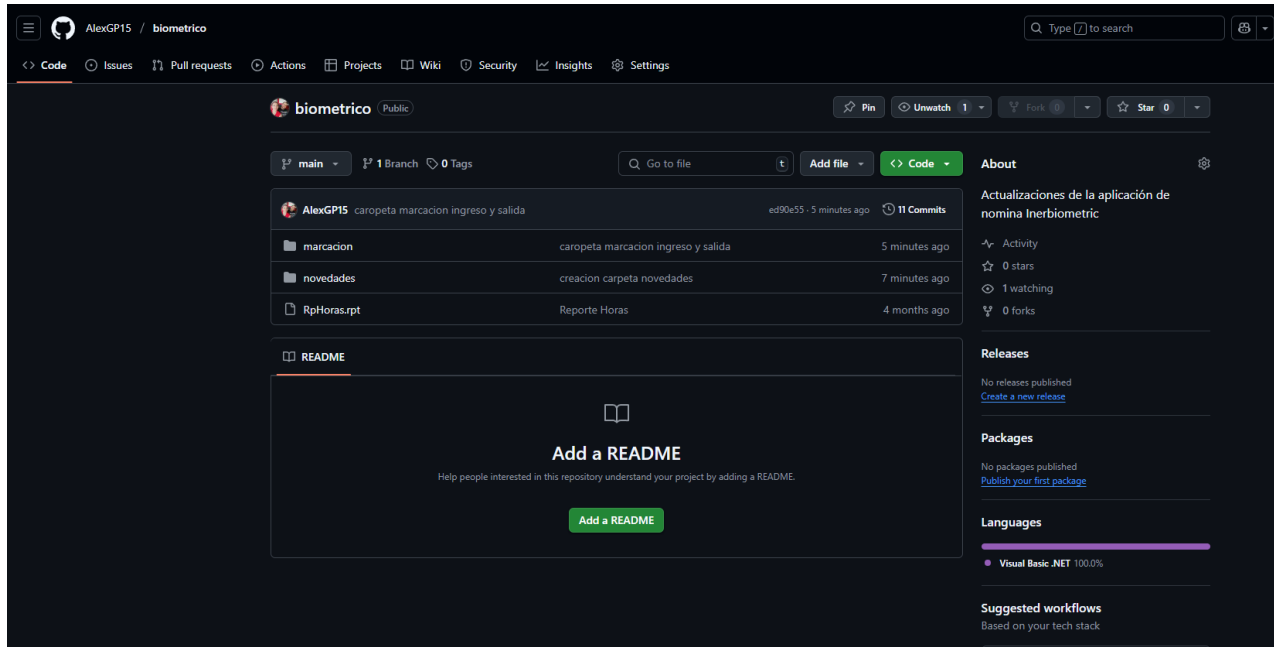 AlexGP15 / biometrico
Type / to search
Code Issues Pull requests Actions Projects Wiki Security Insights Settings
biometrico Public
Pin Unwatch 1 Fork 0 Star 0
main 1 Branch 0 Tags Go to file t Add file Code
AlexGP15 caropeta marcacion ingreso y salida ed90e55 · 5 minutes ago 11 Commits
marcacion caropeta marcacion ingreso y salida 5 minutes ago
novedades creacion carpeta novedades 7 minutes ago
RpHoras.rpt Reporte Horas 4 months ago
README
Add a README
Help people interested in this repository understand your project by adding a README.
Add a README
About
Actualizaciones de la aplicación de
nomina Inerbiometric
Activity
0 stars
1 watching
0 forks
Releases
No releases published
Create a new release
Packages
No packages published
Publish your first package
Languages
Visual Basic .NET 100.0%
Suggested workflows
Based on your tech stack